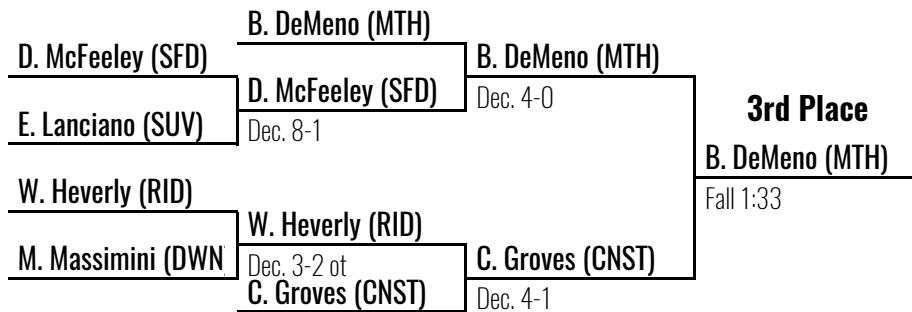 B. DeMeno (MTH)
D. McFeeley (SFD)
B. DeMeno (MTH)
D. McFeeley (SFD)
Dec. 4-0
3rd Place
E. Lanciano (SUV)
Dec. 8-1
B. DeMeno (MTH)
W. Heverly (RID)
Fall 1:33
W. Heverly (RID)
M. Massimini (DWN
Dec. 3-2 ot
C. Groves (CNST)
C. Groves (CNST)
Dec. 4-1